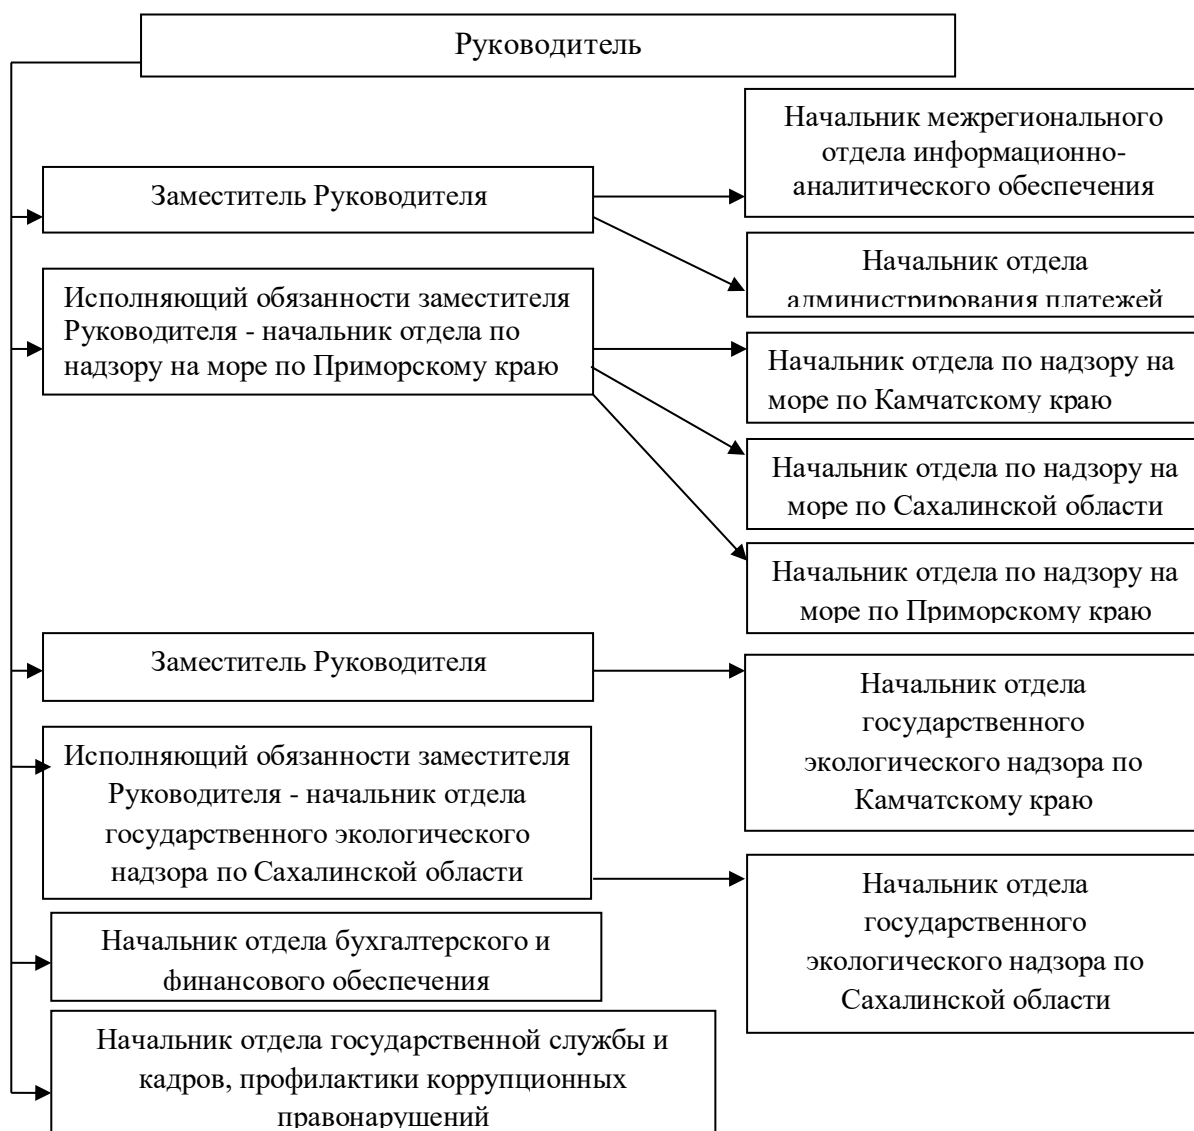 Руководитель
Начальник межрегионального
отдела информационно-
аналитического обеспечения
Заместитель Руководителя
Начальник отдела
администрирования платежей
Исполняющий обязанности заместителя
Руководителя - начальник отдела по
надзору на море по Приморскому краю
Начальник отдела по надзору на
море по Камчатскому краю
Начальник отдела по надзору на
море по Сахалинской области
Начальник отдела по надзору на
море по Приморскому краю
Заместитель Руководителя
Начальник отдела
государственного
экологического надзора по
Камчатскому краю
Исполняющий обязанности заместителя
Руководителя - начальник отдела
государственного экологического
надзора по Сахалинской области
Начальник отдела
государственного
экологического надзора по
Сахалинской области
Начальник отдела бухгалтерского и
финансового обеспечения
Начальник отдела государственной службы и
кадров, профилактики коррупционных
правонарушений